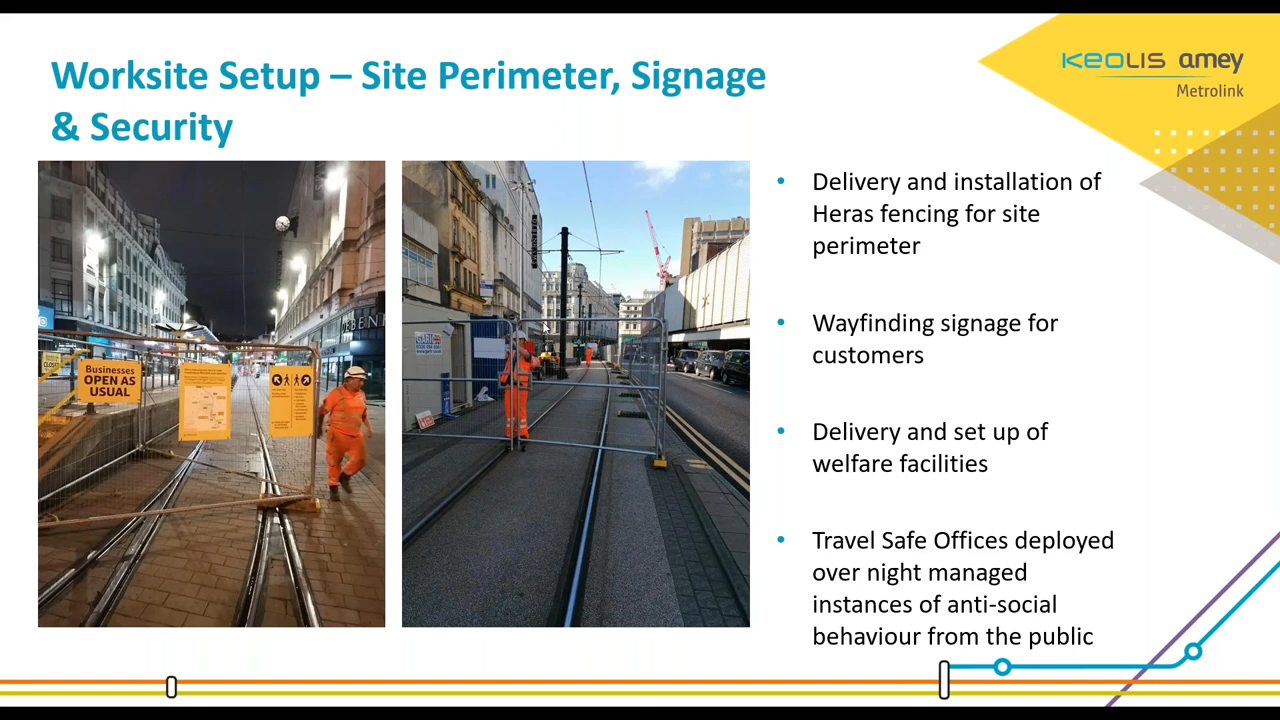 Worksite Setup – Site Perimeter, Signage
& Security
KEOLIS amey
Metrolink
• Delivery and installation of
Heras fencing for site
perimeter
• Wayfinding signage for
customers
• Delivery and set up of
welfare facilities
• Travel Safe Offices deployed
over night managed
instances of anti-social
behaviour from the public
Businesses
OPEN AS
USUAL
DEBEN
GARIC